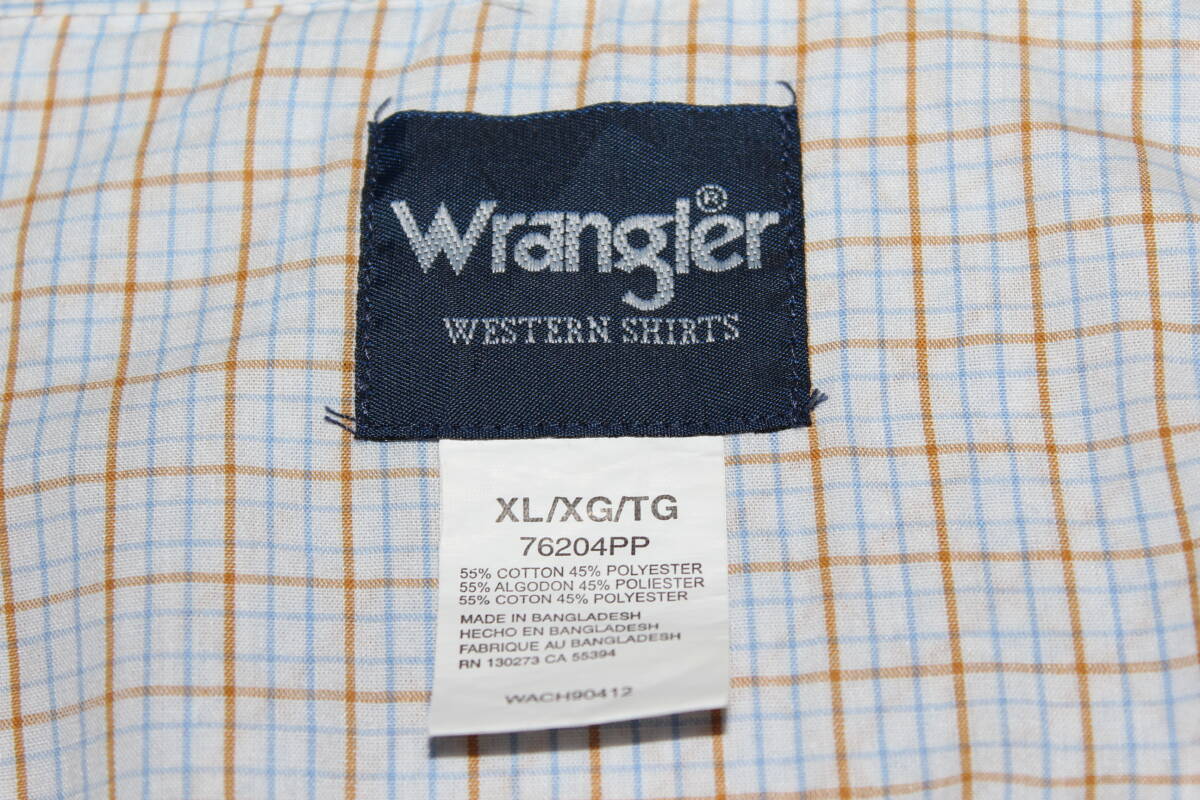 Wrangler®
WESTERN SHIRTS
XL/XG/TG
76204PP
55% COTTON 45% POLYESTER
55% ALGODON 45% POLIESTER
55% COTON 45% POLYESTER
MADE IN BANGLADESH
HECHO EN BANGLADESH
FABRIQUE AU BANGLADESH
RN 130273 CA 55394
WACH90412